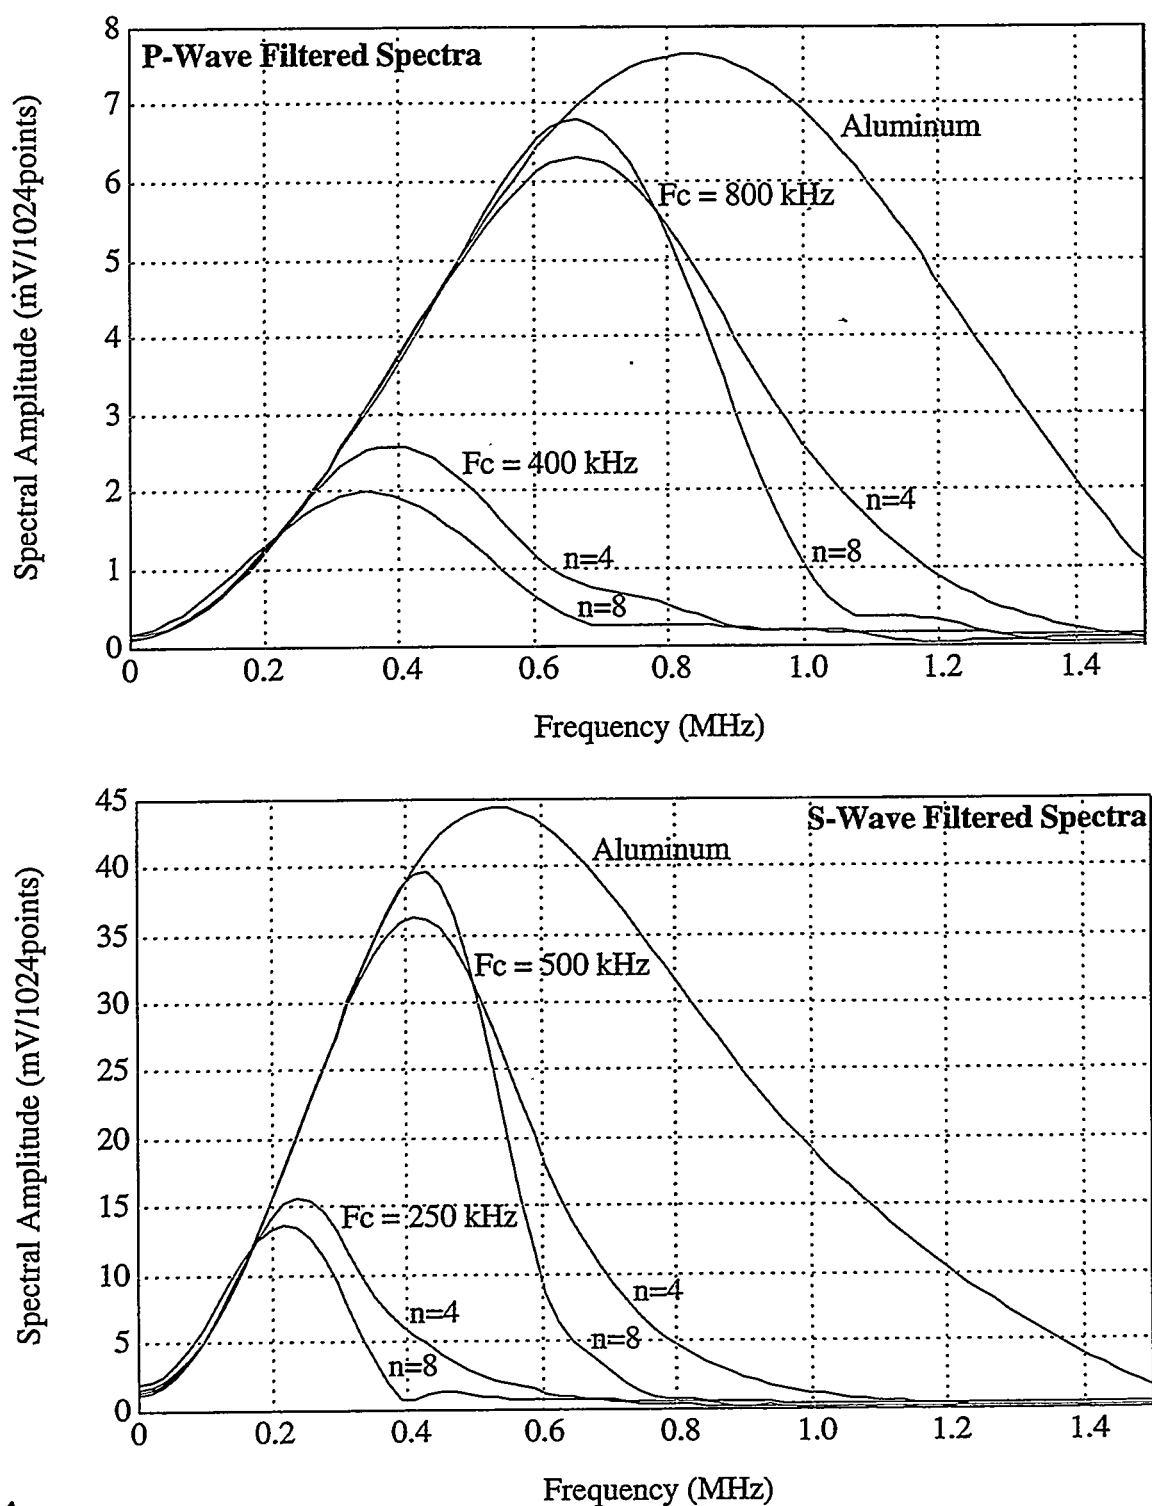 P-Wave Filtered Spectra
Spectral Amplitude (mV/1024points)
8
7
6
5
4
3
2
1
0
Aluminum
Fc = 800 kHz
Fc = 400 kHz
n=4
n=8
n=4
n=8
0 0.2 0.4 0.6 0.8 1.0 1.2 1.4
Frequency (MHz)
S-Wave Filtered Spectra
Spectral Amplitude (mV/1024points)
45
40
35
30
25
20
15
10
5
0
Aluminum
Fc = 500 kHz
Fc = 250 kHz
n=4
n=4
n=8
n=8
0 0.2 0.4 0.6 0.8 1.0 1.2 1.4
Frequency (MHz)